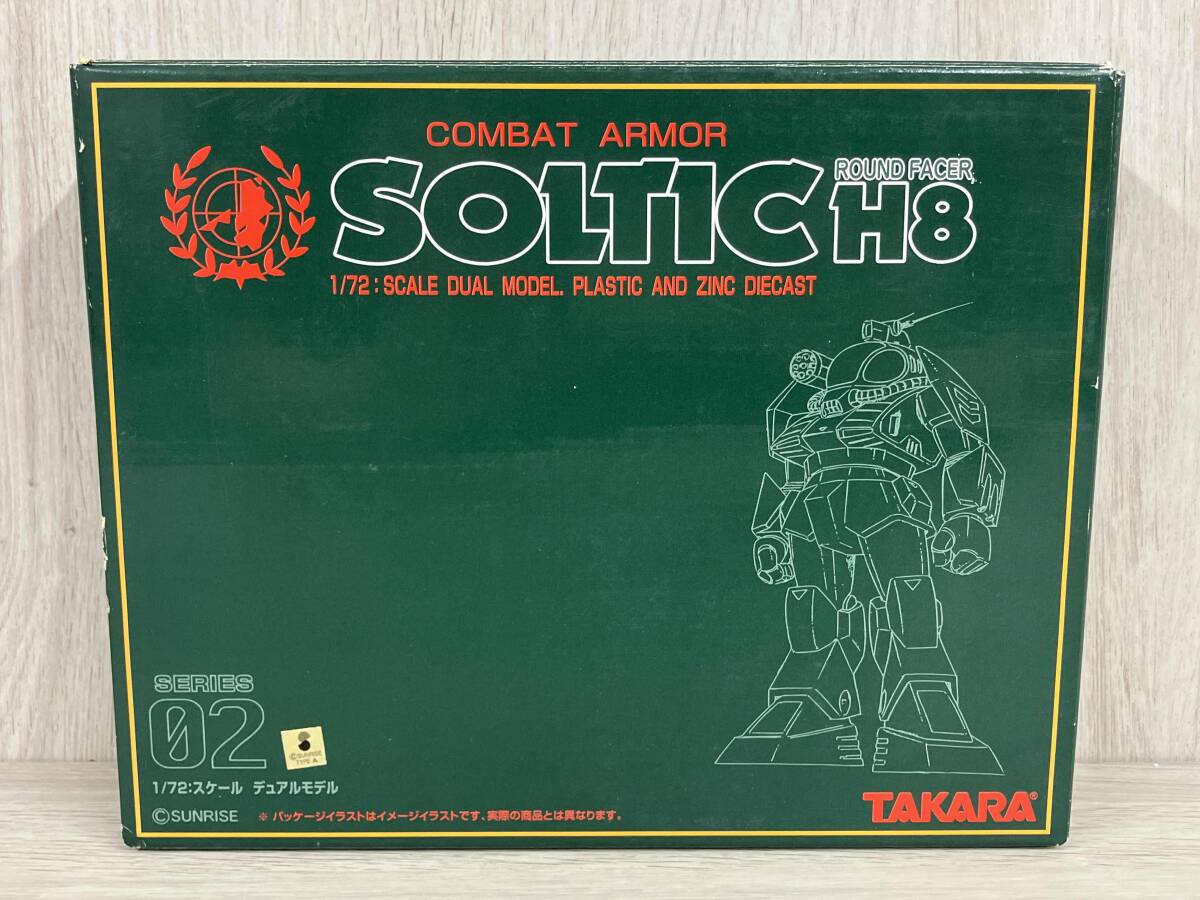 COMBAT ARMOR
SOLTIC
ROUND FACER
H8
1/72:SCALE DUAL MODEL. PLASTIC AND ZINC DIECAST
SERIES
02
©SUNRISE
TYPE A
1/72:スケール デュアルモデル
©SUNRISE ※ パッケージイラストはイメージイラストです、実際の商品とは異なります。
TAKARA®